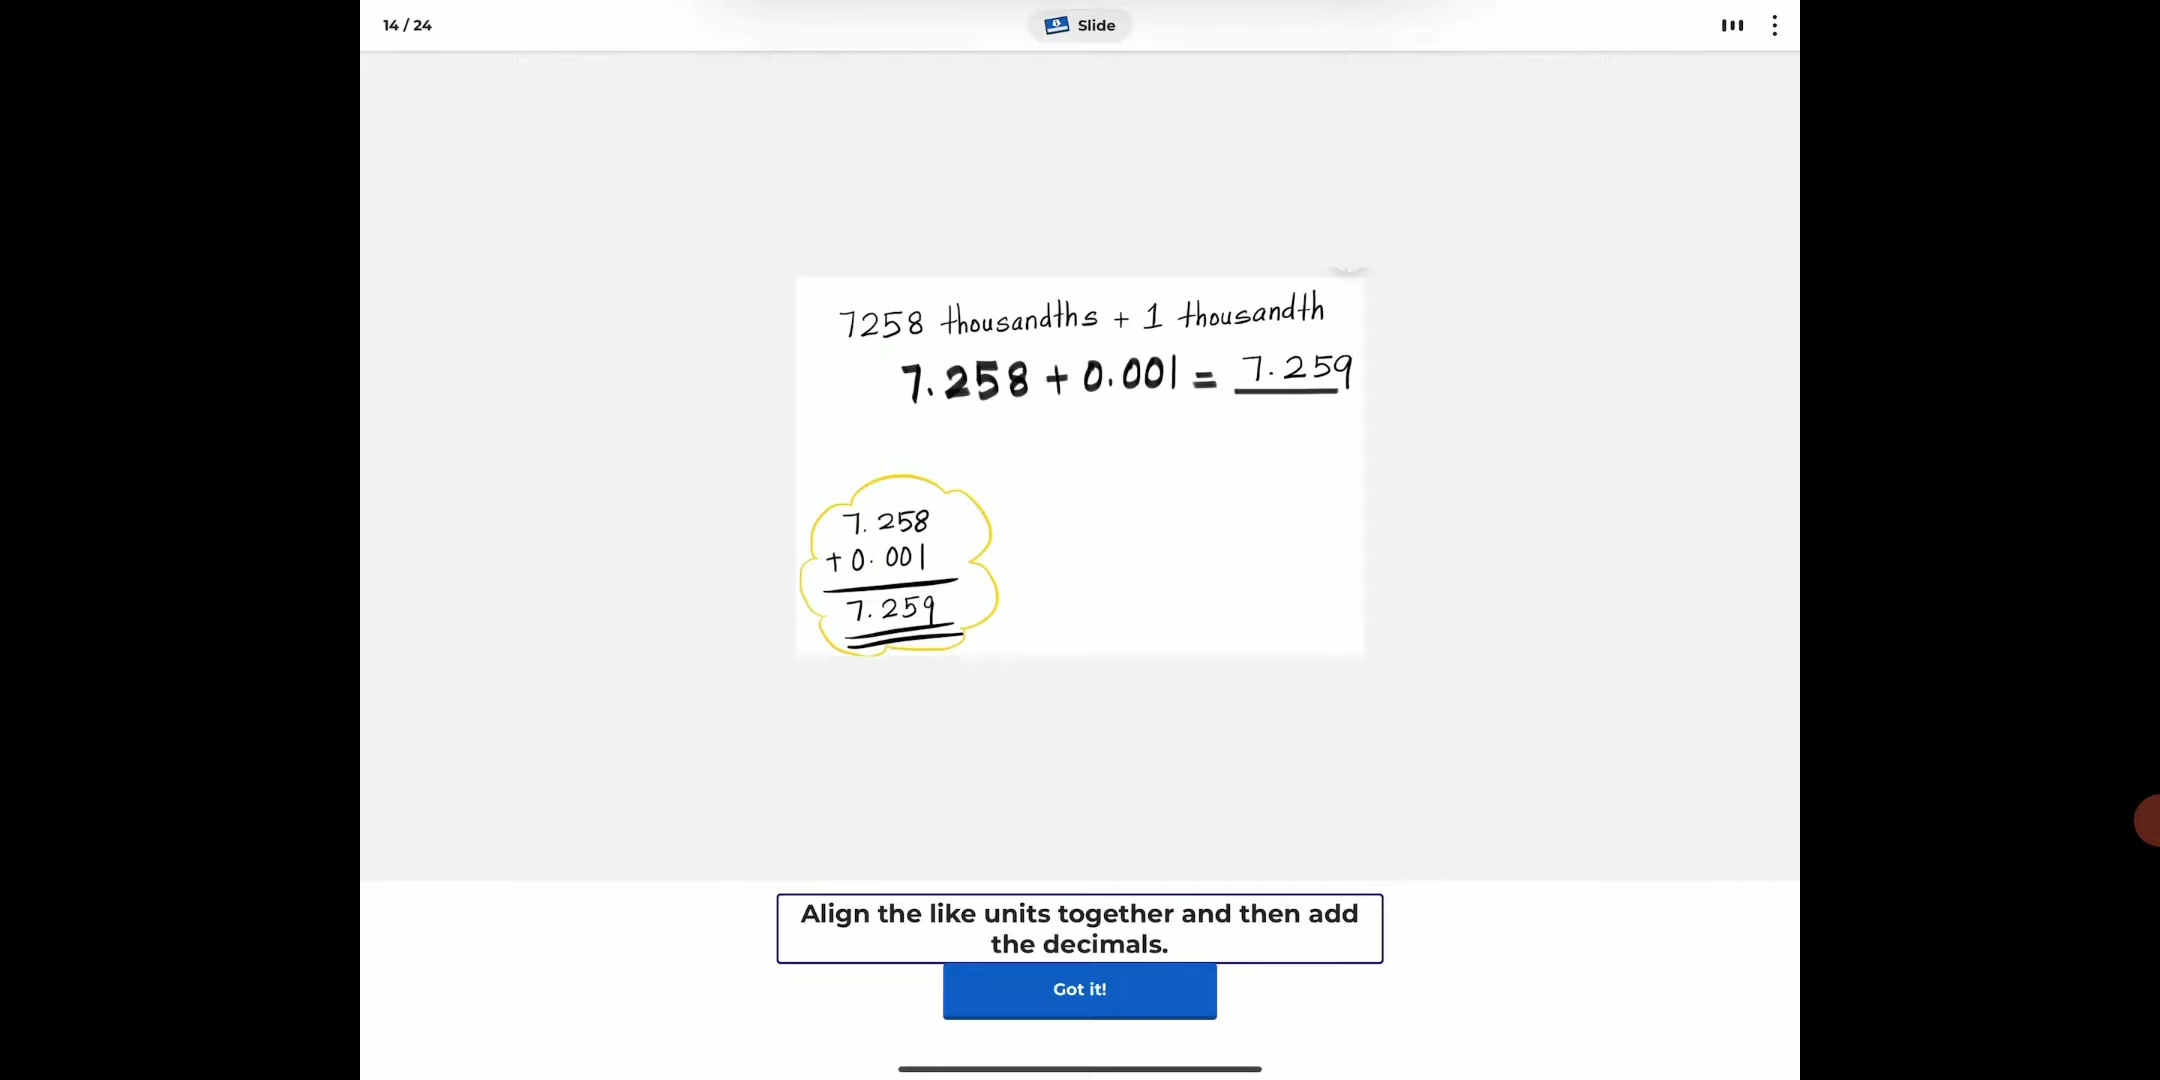 14 / 24
Slide
7258 thousandths + 1 thousandth
7.258 + 0.001 = 7.259
7. 258
+ 0. 001
7. 259
Align the like units together and then add
the decimals.
Got it!